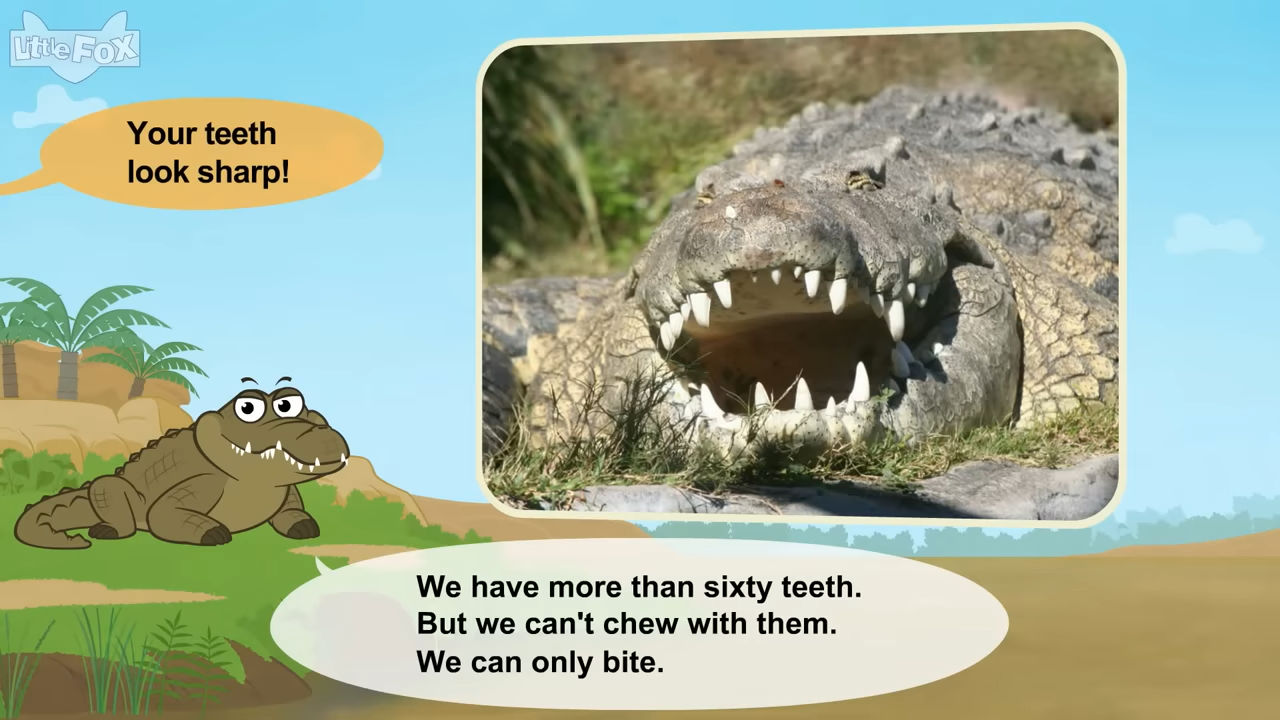 Little Fox
Your teeth
look sharp!
We have more than sixty teeth.
But we can't chew with them.
We can only bite.